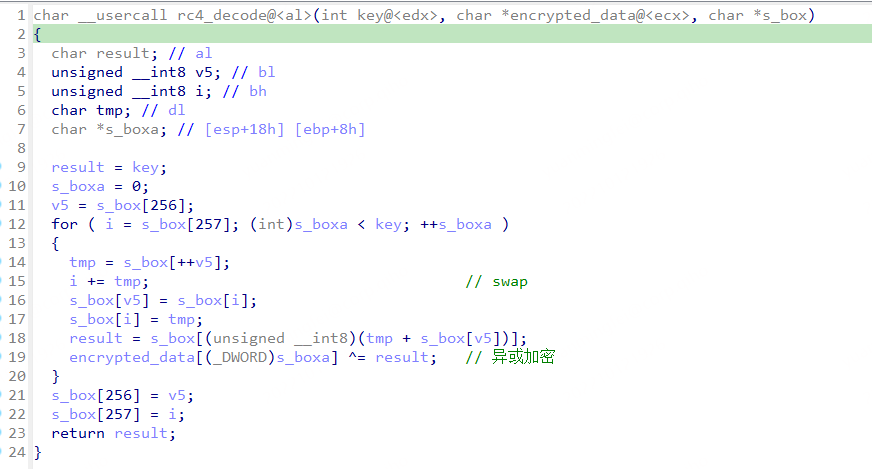 1 char __usercall rc4_decode@<al>(int key@<edx>, char *encrypted_data@<ecx>, char *s_box)
2 {
3   char result; // al
4   unsigned __int8 v5; // bl
5   unsigned __int8 i; // bh
6   char tmp; // dl
7   char *s_boxa; // [esp+18h] [ebp+8h]
8
9   result = key;
10   s_boxa = 0;
11   v5 = s_box[256];
12   for ( i = s_box[257]; (int)s_boxa < key; ++s_boxa )
13   {
14     tmp = s_box[++v5];
15     i += tmp;                                   // swap
16     s_box[v5] = s_box[i];
17     s_box[i] = tmp;
18     result = s_box[(unsigned __int8)(tmp + s_box[v5])];
19     encrypted_data[(_DWORD)s_boxa] ^= result;   // 异或加密
20   }
21   s_box[256] = v5;
22   s_box[257] = i;
23   return result;
24 }